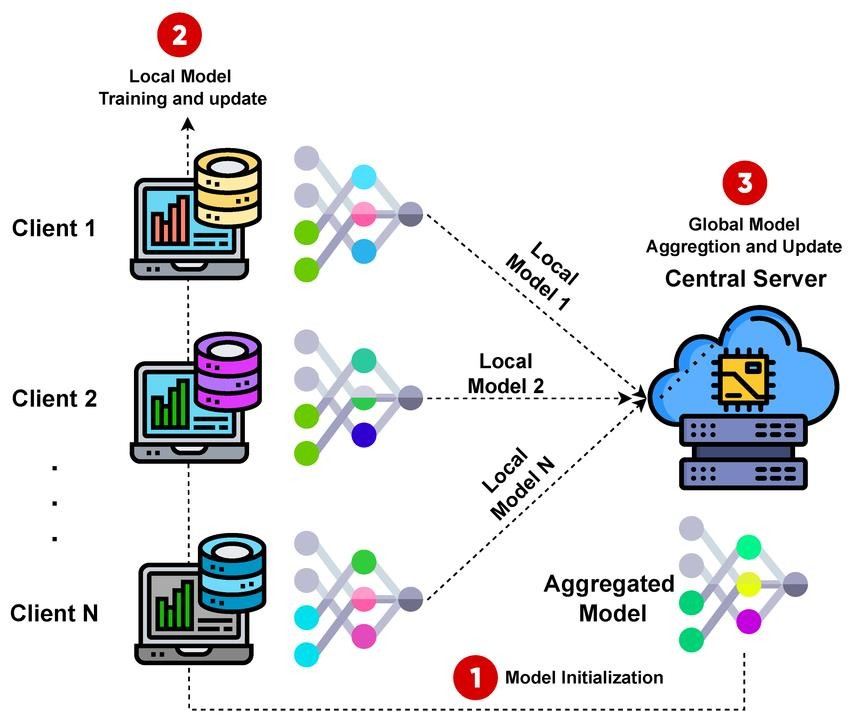 2
Local Model
Training and update
Client 1
Local
Model 1
3
Global Model
Aggregtion and Update
Central Server
Client 2
Local
Model 2
Client N
Local
Model N
Aggregated
Model
1
Model Initialization